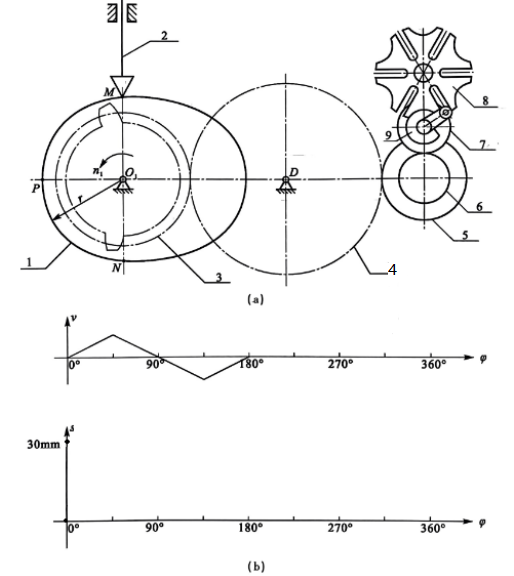 2
M
8
9
7
n₁
O₁
D
P
r
6
5
1
N
3
4
(a)
v
0° 90° 180° 270° 360° φ
s
30mm
0° 90° 180° 270° 360° φ
(b)